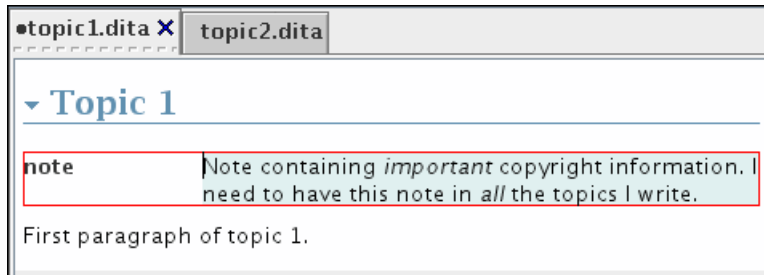 topic1.dita topic2.dita
Topic 1
note Note containing important copyright information. I
need to have this note in all the topics I write.
First paragraph of topic 1.